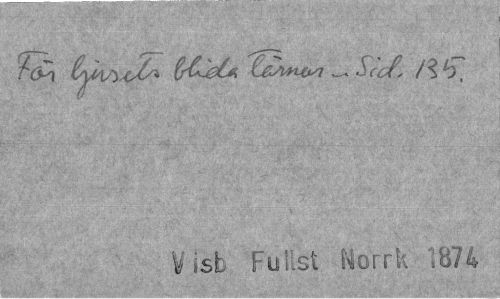 För ljusets blida tärnor .. Sid. 135.
Visb Fullst Norrk 1874